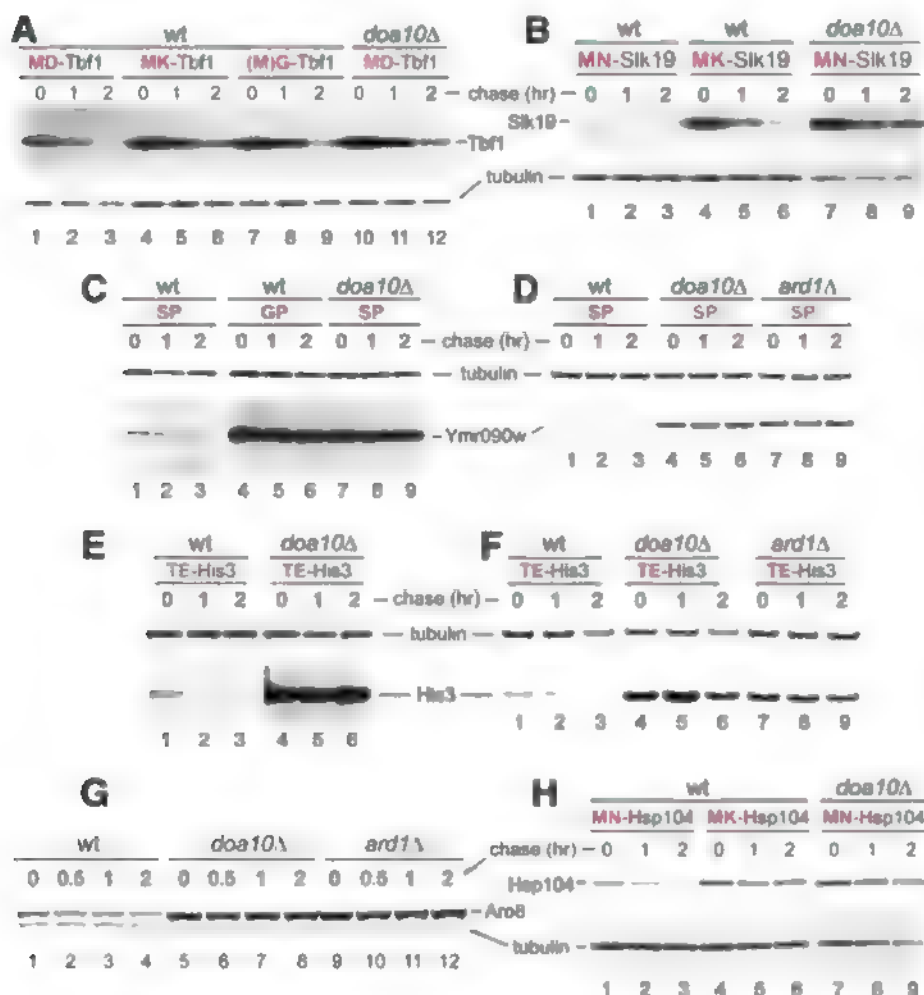 A wt doa10Δ
MD-Tbf1 MK-Tbf1 (M)G-Tbf1 MD-Tbf1
0 1 2 0 1 2 0 1 2 0 1 2 – chase (hr) –
Tbf1
tubulin
1 2 3 4 5 6 7 8 9 10 11 12
B wt wt doa10Δ
MN-Slk19 MK-Slk19 MN-Slk19
0 1 2 0 1 2 0 1 2
Slk19
1 2 3 4 5 6 7 8 9
C wt wt doa10Δ
SP GP SP
0 1 2 0 1 2 0 1 2 – chase (hr) –
tubulin
Ymr090w
1 2 3 4 5 6 7 8 9
D wt doa10Δ ard1Δ
SP SP SP
0 1 2 0 1 2 0 1 2
1 2 3 4 5 6 7 8 9
E wt doa10Δ
TE-His3 TE-His3
0 1 2 0 1 2 – chase (hr) –
tubulin
His3
1 2 3 4 5 6
F wt doa10Δ ard1Δ
TE-His3 TE-His3 TE-His3
0 1 2 0 1 2 0 1 2
1 2 3 4 5 6 7 8 9
G wt doa10Δ ard1Δ
0 0.5 1 2 0 0.5 1 2 0 0.5 1 2
Aro8
tubulin
1 2 3 4 5 6 7 8 9 10 11 12
H wt doa10Δ
MN-Hsp104 MK-Hsp104 MN-Hsp104
chase (hr) – 0 1 2 0 1 2 0 1 2
Hsp104
1 2 3 4 5 6 7 8 9